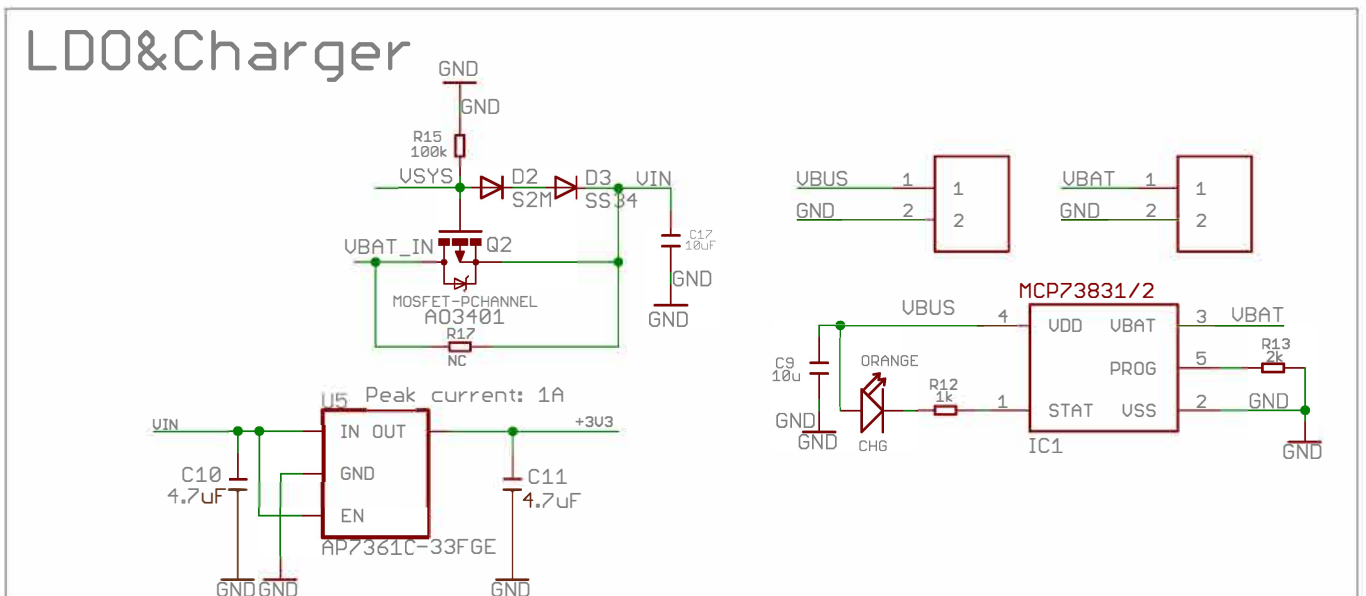 LDO&Charger
GND
GND
R15
100k
VSYS
D2
S2M
D3
SS34
VIN
VBAT_IN
Q2
C17
10uF
GND
GND
MOSFET-PCHANNEL
AO3401
R17
NC
VBUS 1 1
GND 2 2
VBAT 1 1
GND 2 2
MCP73831/2
VBUS 4 VDD VBAT 3 VBAT
C9
10u
ORANGE
R12
1k
PROG 5
R13
2k
1 STAT VSS 2 GND
GND
GND
CHG
IC1
GND
U5 Peak current: 1A
VIN IN OUT +3V3
C10
4.7uF
GND
EN
C11
4.7uF
AP7361C-33FGE
GND GND GND